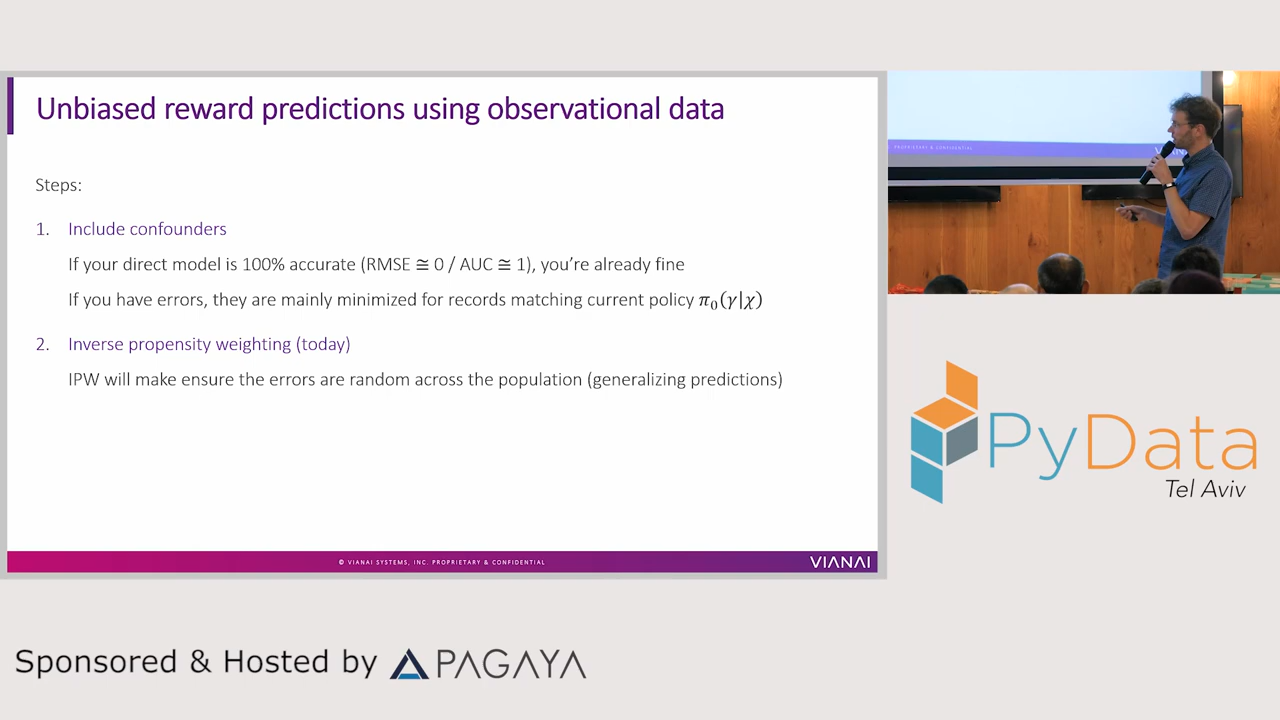 Unbiased reward predictions using observational data
Steps:
1. Include confounders
If your direct model is 100% accurate (RMSE ≅ 0 / AUC ≅ 1), you’re already fine
If you have errors, they are mainly minimized for records matching current policy π₀(γ|χ)
2. Inverse propensity weighting (today)
IPW will make ensure the errors are random across the population (generalizing predictions)
© VIANAI SYSTEMS, INC. PROPRIETARY & CONFIDENTIAL
VIANAI
PROPRIETARY & CONFIDENTIAL
PyData
Tel Aviv
Sponsored & Hosted by PAGAYA